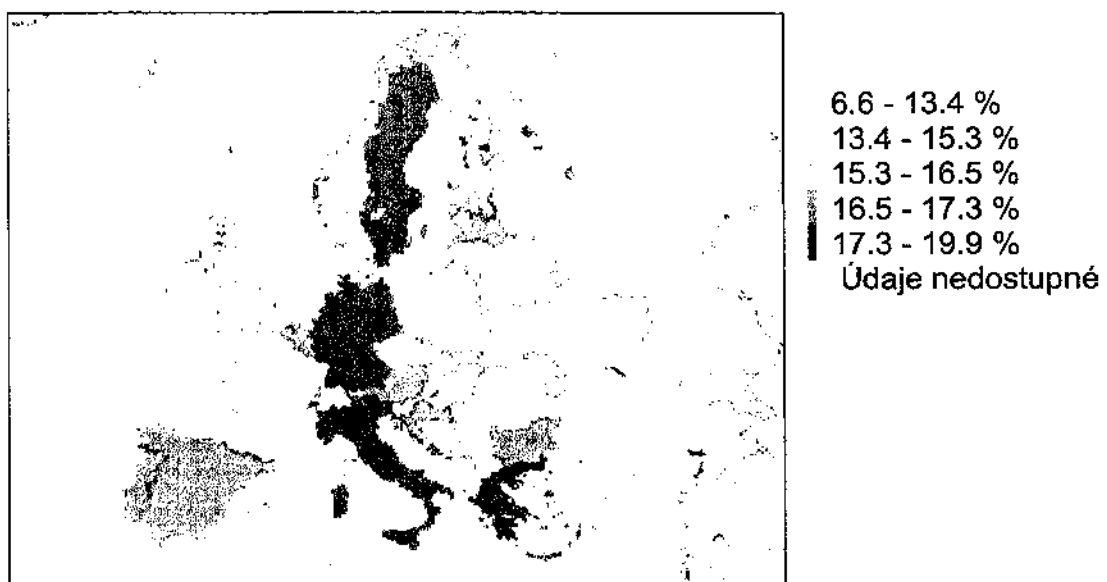 6.6 - 13.4 %
13.4 - 15.3 %
15.3 - 16.5 %
16.5 - 17.3 %
17.3 - 19.9 %
Údaje nedostupné